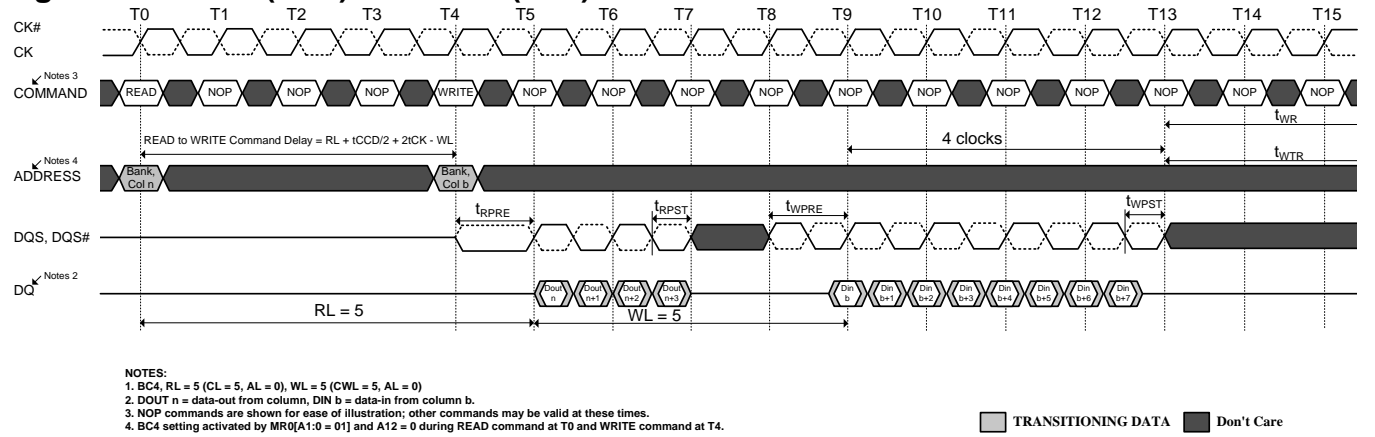 T0 T1 T2 T3 T4 T5 T6 T7 T8 T9 T10 T11 T12 T13 T14 T15
CK#
CK
Notes 3
COMMAND
READ NOP NOP NOP WRITE NOP NOP NOP NOP NOP NOP NOP NOP NOP NOP NOP
tWR
READ to WRITE Command Delay = RL + tCCD/2 + 2tCK - WL
4 clocks
tWTR
Notes 4
ADDRESS
Bank, Col n
Bank, Col b
tRPRE tRPST tWPRE tWPST
DQS, DQS#
Notes 2
DQ
Dout n Dout n+1 Dout n+2 Dout n+3 Din b Din b+1 Din b+2 Din b+3 Din b+4 Din b+5 Din b+6 Din b+7
RL = 5 WL = 5
NOTES:
1. BC4, RL = 5 (CL = 5, AL = 0), WL = 5 (CWL = 5, AL = 0)
2. DOUT n = data-out from column, DIN b = data-in from column b.
3. NOP commands are shown for ease of illustration; other commands may be valid at these times.
4. BC4 setting activated by MR0[A1:0 = 01] and A12 = 0 during READ command at T0 and WRITE command at T4.
TRANSITIONING DATA Don't Care